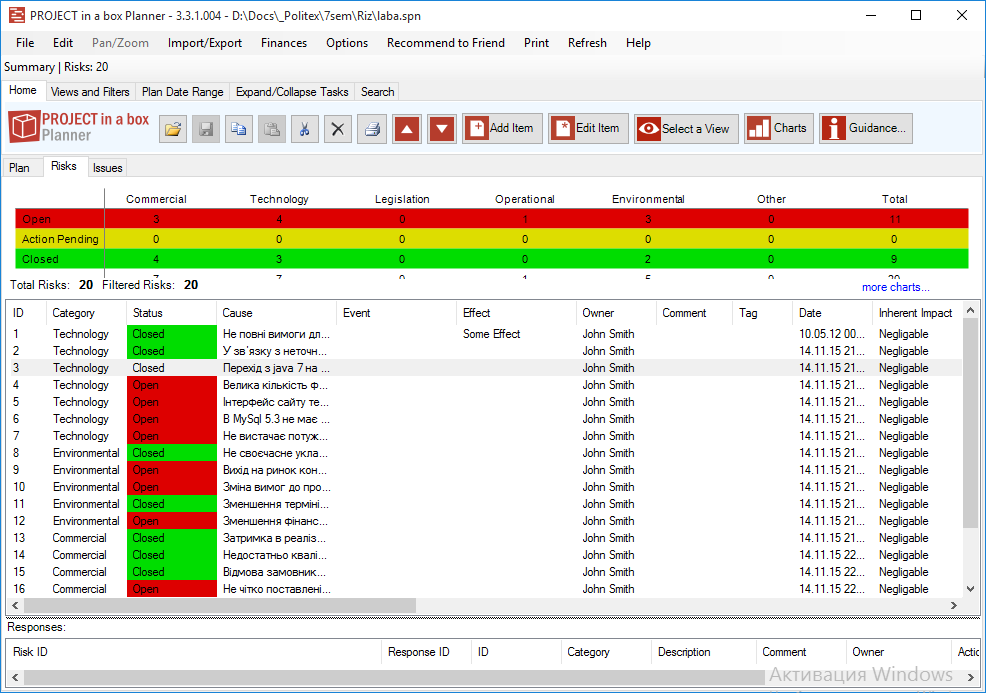 PROJECT in a box Planner - 3.3.1.004 - D:\Docs\_Politex\7sem\Riz\laba.spn
File Edit Pan/Zoom Import/Export Finances Options Recommend to Friend Print Refresh Help
Summary | Risks: 20
Home Views and Filters Plan Date Range Expand/Collapse Tasks Search
PROJECT in a box
Planner
Add Item Edit Item Select a View Charts Guidance...
Plan Risks Issues
Commercial Technology Legislation Operational Environmental Other Total
Open 3 4 0 1 3 0 11
Action Pending 0 0 0 0 0 0 0
Closed 4 3 0 0 2 0 9
7 7 0 1 5 0 20
Total Risks: 20 Filtered Risks: 20
more charts...
ID Category Status Cause Event Effect Owner Comment Tag Date Inherent Impact
1 Technology Closed Не повні вимоги дл... Some Effect John Smith 10.05.12 00... Negligable
2 Technology Closed У зв'язку з неточн... John Smith 14.11.15 21... Negligable
3 Technology Closed Перехід з java 7 на ... John Smith 14.11.15 21... Negligable
4 Technology Open Велика кількість ф... John Smith 14.11.15 21... Negligable
5 Technology Open Інтерфейс сайту те... John Smith 14.11.15 21... Negligable
6 Technology Open В MySql 5.3 не має ... John Smith 14.11.15 21... Negligable
7 Technology Open Не вистачає потуж... John Smith 14.11.15 21... Negligable
8 Environmental Closed Не своєчасне укла... John Smith 14.11.15 21... Negligable
9 Environmental Open Вихід на ринок кон... John Smith 14.11.15 21... Negligable
10 Environmental Open Зміна вимог до про... John Smith 14.11.15 21... Negligable
11 Environmental Closed Зменшення терміні... John Smith 14.11.15 21... Negligable
12 Environmental Open Зменшення фінанс... John Smith 14.11.15 21... Negligable
13 Commercial Closed Затримка в реаліз... John Smith 14.11.15 21... Negligable
14 Commercial Closed Недостатньо квалі... John Smith 14.11.15 22... Negligable
15 Commercial Closed Відмова замовник... John Smith 14.11.15 22... Negligable
16 Commercial Open Не чітко поставлені... John Smith 14.11.15 22... Negligable
Responses:
Risk ID Response ID ID Category Description Comment Owner Actic
Активация Windows